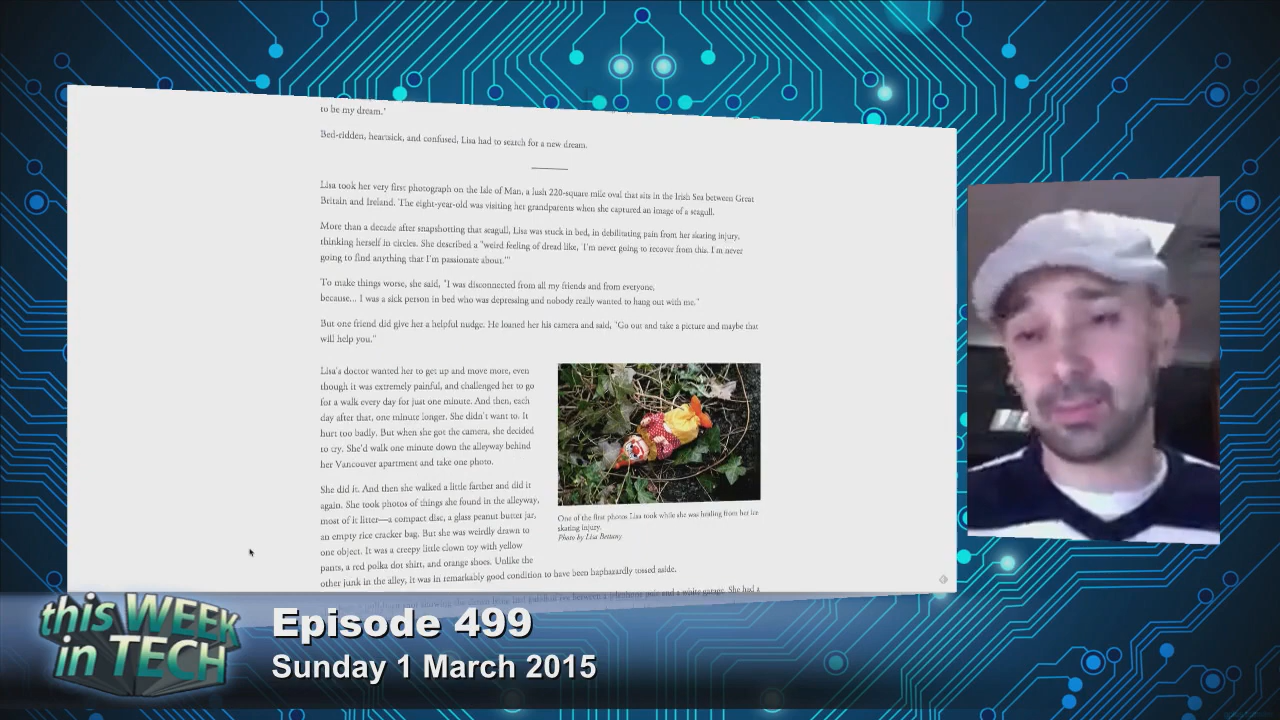 to be my dream.'
Bed-ridden, heartsick, and confused, Lisa had to search for a new dream.
Lisa took her very first photograph on the Isle of Man, a lush 220-square mile oval that sits in the Irish Sea between Great
Britain and Ireland. The eight-year-old was visiting her grandparents when she captured an image of a seagull.
More than a decade after snapshotting that seagull, Lisa was stuck in bed, in debilitating pain from her skating injury,
thinking herself in circles. She described a "weird feeling of dread like, 'I'm never going to recover from this. I'm never
going to find anything that I'm passionate about.'"
To make things worse, she said, "I was disconnected from all my friends and from everyone,
because... I was a sick person in bed who was depressing and nobody really wanted to hang out with me."
But one friend did give her a helpful nudge. He loaned her his camera and said, "Go out and take a picture and maybe that
will help you."
Lisa's doctor wanted her to get up and move more, even
though it was extremely painful, and challenged her to go
for a walk every day for just one minute. And then, each
day after that, one minute longer. She didn't want to. It
hurt too badly. But when she got the camera, she decided
to try. She'd walk one minute down the alleyway behind
her Vancouver apartment and take one photo.
She did it. And then she walked a little farther and did it
again. She took photos of things she found in the alleyway,
most of it litter—a compact disc, a glass peanut butter jar,
an empty rice cracker bag. But she was weirdly drawn to
one object. It was a creepy little clown toy with yellow
pants, a red polka dot shirt, and orange shoes. Unlike the
other junk in the alley, it was in remarkably good condition to have been haphazardly tossed aside.
between a telephone pole and a white garage. She had a
One of the first photos Lisa took while she was healing from her ice
skating injury.
Photo by Lisa Bettany
this WEEK
in TECH
Episode 499
Sunday 1 March 2015